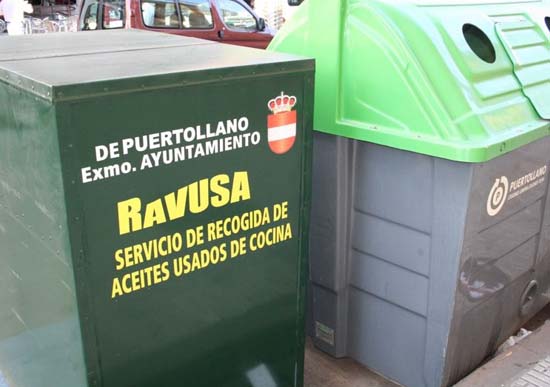 DE PUERTOLLANO
Exmo. AYUNTAMIENTO
RAVUSA
SERVICIO DE RECOGIDA DE
ACEITES USADOS DE COCINA
PUERTOLLANO